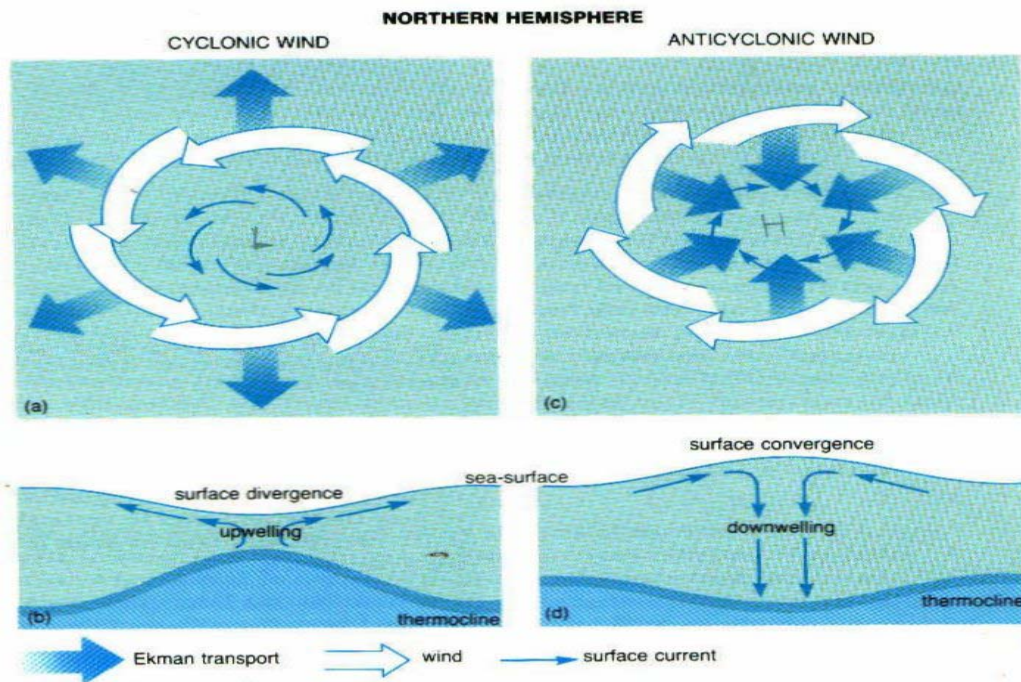 NORTHERN HEMISPHERE
CYCLONIC WIND
ANTICYCLONIC WIND
L
H
(a)
(c)
surface divergence
sea-surface
surface convergence
upwelling
downwelling
(b)
thermocline
(d)
thermocline
Ekman transport
wind
surface current